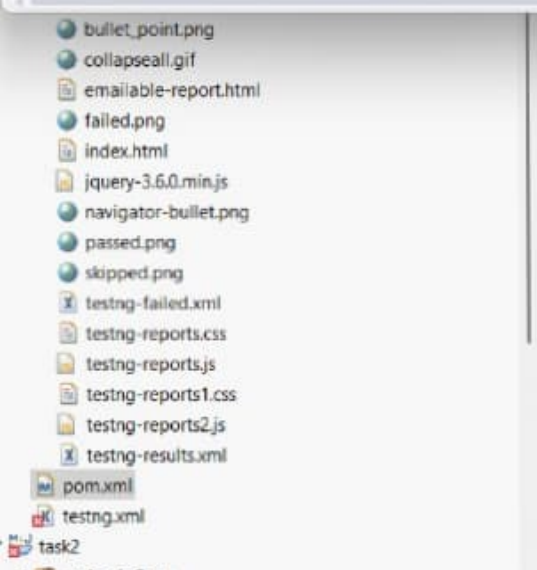 bullet_point.png
collapseall.gif
emailable-report.html
failed.png
index.html
jquery-3.6.0.min.js
navigator-bullet.png
passed.png
skipped.png
testng-failed.xml
testng-reports.css
testng-reports.js
testng-reports1.css
testng-reports2.js
testng-results.xml
pom.xml
testng.xml
task2